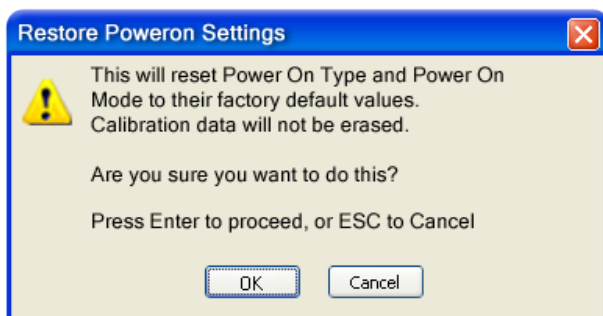 Restore Poweron Settings
This will reset Power On Type and Power On
Mode to their factory default values.
Calibration data will not be erased.
Are you sure you want to do this?
Press Enter to proceed, or ESC to Cancel
OK
Cancel